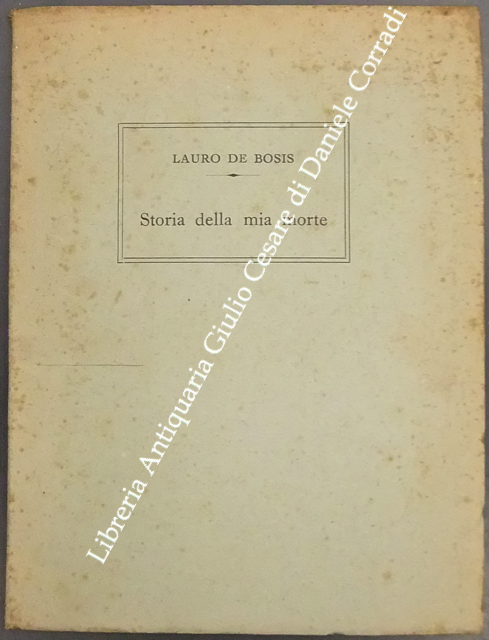 LAURO DE BOSIS
Storia della mia morte
Libreria Antiquaria Giulio Cesare di Daniele Corradi